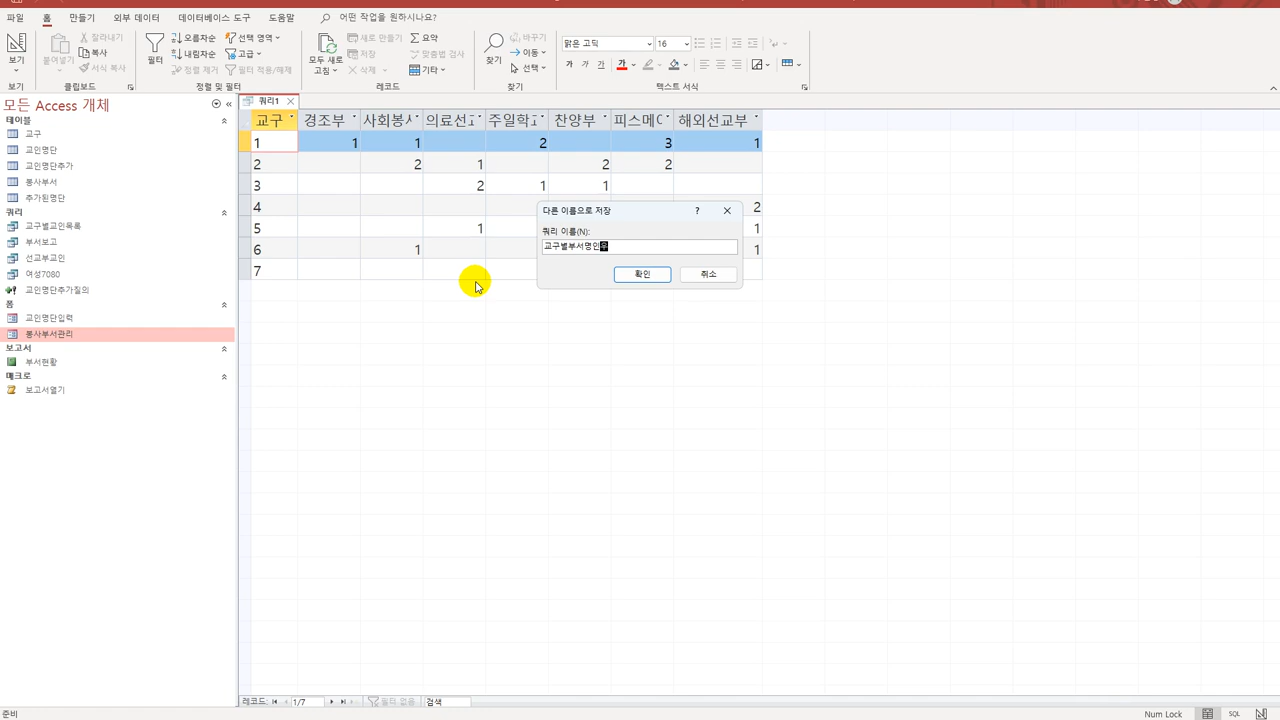 파일 홈 만들기 외부 데이터 데이터베이스 도구 도움말 어떤 작업을 원하시나요?
보기 붙여넣기 잘라내기 복사 서식 복사 필터 오름차순 내림차순 정렬 제거 선택 영역 고급 필터 적용/해제 모두 새로 고침 새로 만들기 저장 삭제 요약 맞춤법 검사 기타 찾기 바꾸기 이동 선택 맑은 고딕 16 가 가 가 가
보기 클립보드 정렬 및 필터 레코드 찾기 텍스트 서식
모든 Access 개체
테이블
교구
교인명단
교인명단추가
봉사부서
추가된명단
쿼리
교구별교인목록
부서보고
선교부교인
여성7080
교인명단추가질의
폼
교인명단입력
봉사부서관리
보고서
부서현황
매크로
보고서열기
쿼리1
교구 경조부 사회봉사 의료선교 주일학교 찬양부 피스메이 해외선교부
1 1 1 2 3 1
2 2 1 2 2
3 2 1 1
4 2
5 1 1
6 1 1
7
다른 이름으로 저장 ?
쿼리 이름(N):
확인 취소
레코드: 1/7 필터 없음 검색
준비 Num Lock SQL